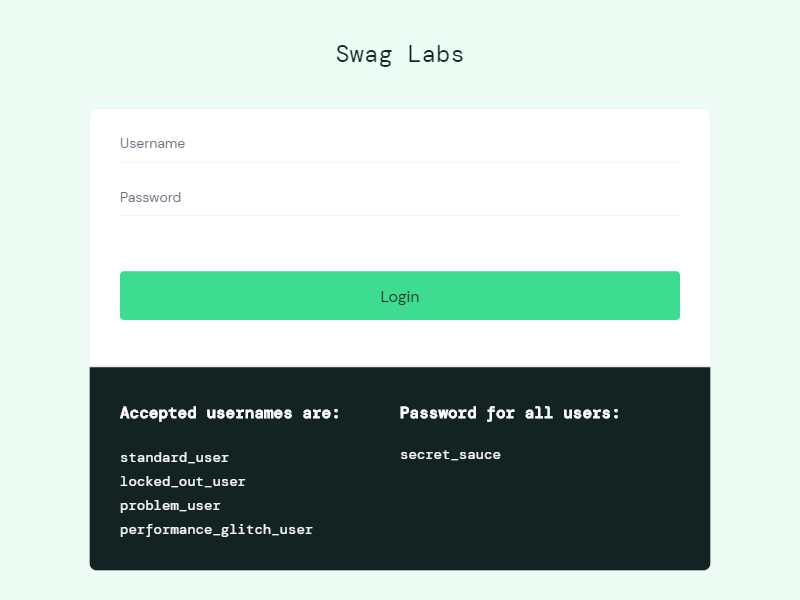 Swag Labs
Username
Password
Login
Accepted usernames are:
standard_user
locked_out_user
problem_user
performance_glitch_user
Password for all users:
secret_sauce